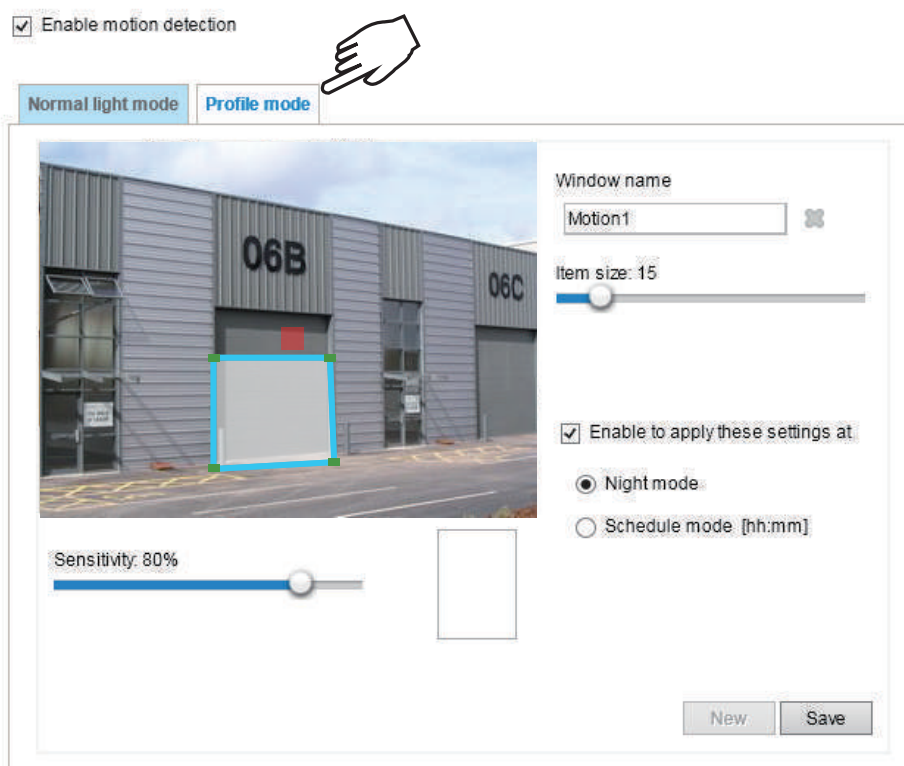 Enable motion detection
Normal light mode
Profile mode
06B
06C
Window name
Motion1
Item size: 15
Enable to apply these settings at
Night mode
Schedule mode [hh:mm]
Sensitivity: 80%
New
Save